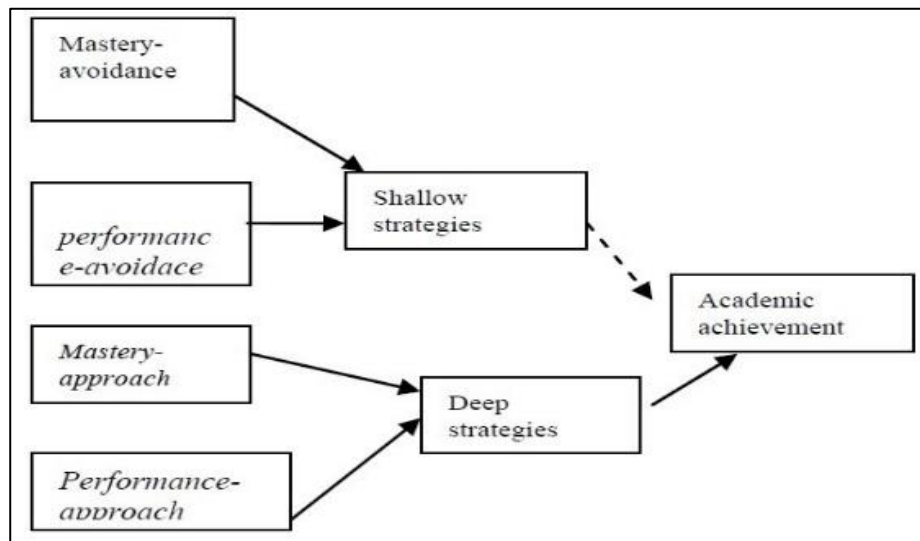 Mastery-
avoidance
Shallow
strategies
performanc
e-avoidace
Academic
achievement
Mastery-
approach
Deep
strategies
Performance-
approach